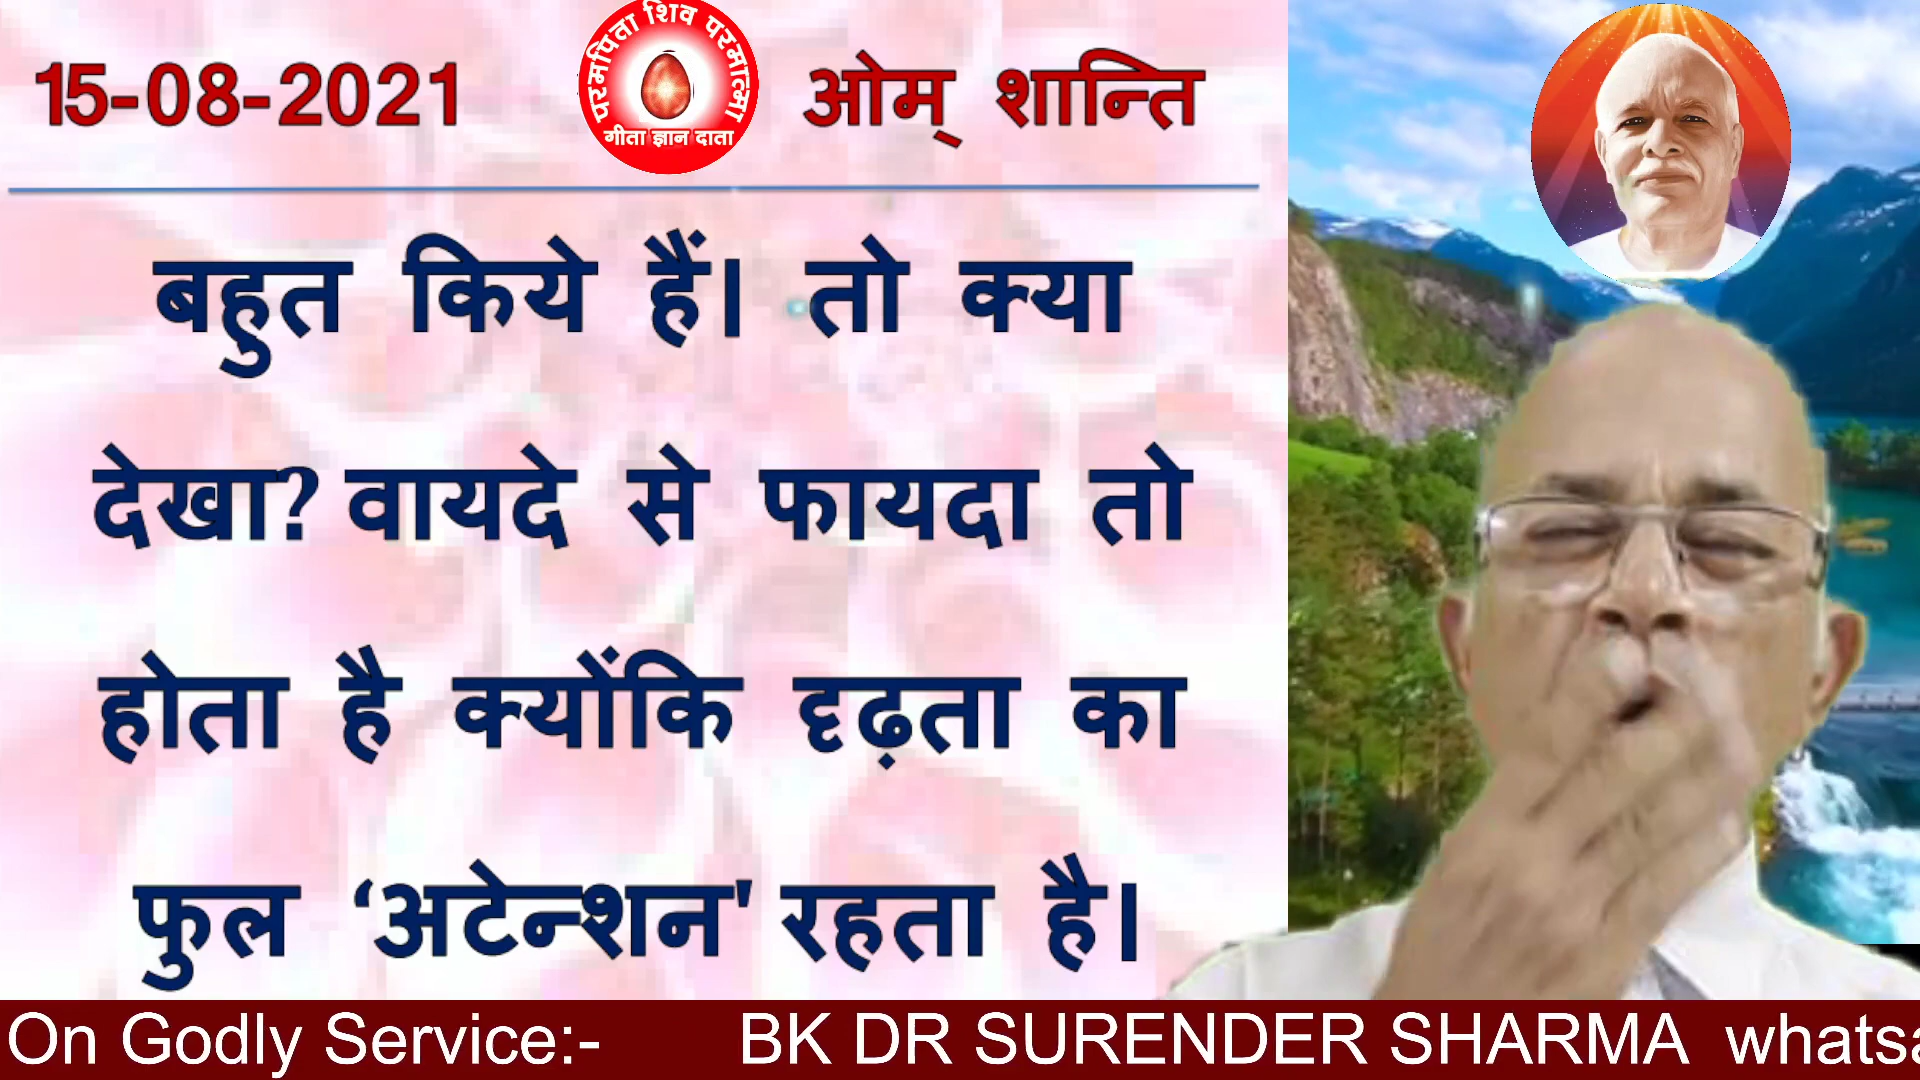 15-08-2021
परमपिता शिव परमात्मा
गीता ज्ञान दाता
ओम् शान्ति
बहुत किये हैं। तो क्या
देखा? वायदे से फायदा तो
होता है क्योंकि दृढ़ता का
फुल ‘अटेन्शन' रहता है।
On Godly Service:- BK DR SURENDER SHARMA whatsa